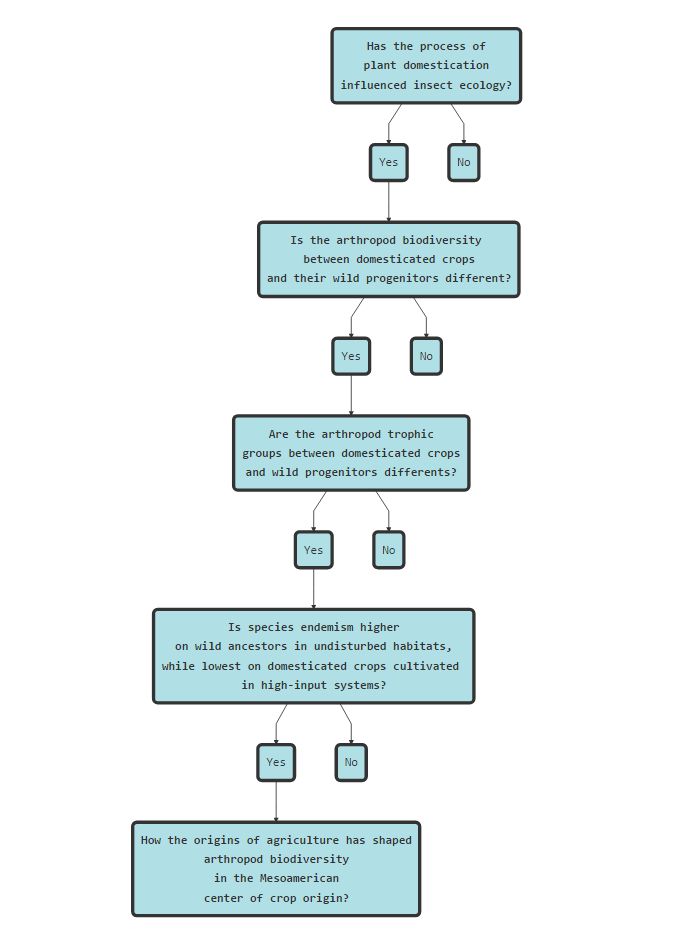 Has the process of
plant domestication
influenced insect ecology?
Yes
No
Is the arthropod biodiversity
between domesticated crops
and their wild progenitors different?
Yes
No
Are the arthropod trophic
groups between domesticated crops
and wild progenitors differents?
Yes
No
Is species endemism higher
on wild ancestors in undisturbed habitats,
while lowest on domesticated crops cultivated
in high-input systems?
Yes
No
How the origins of agriculture has shaped
arthropod biodiversity
in the Mesoamerican
center of crop origin?